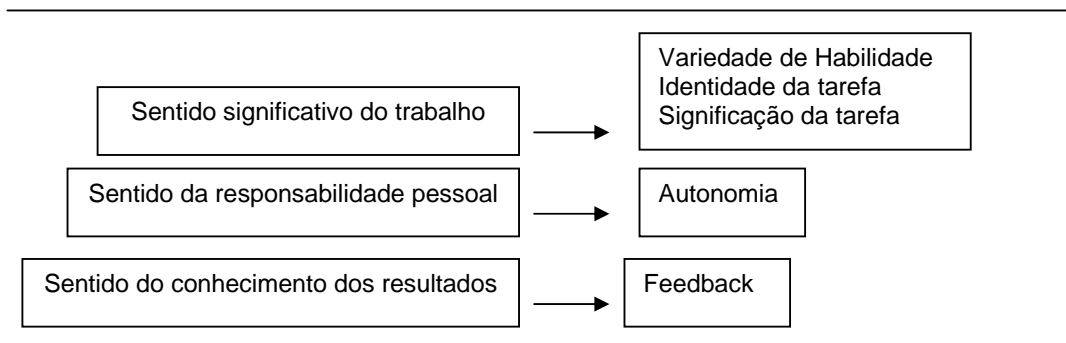 Sentido significativo do trabalho
Variedade de Habilidade
Identidade da tarefa
Significação da tarefa
Sentido da responsabilidade pessoal
Autonomia
Sentido do conhecimento dos resultados
Feedback